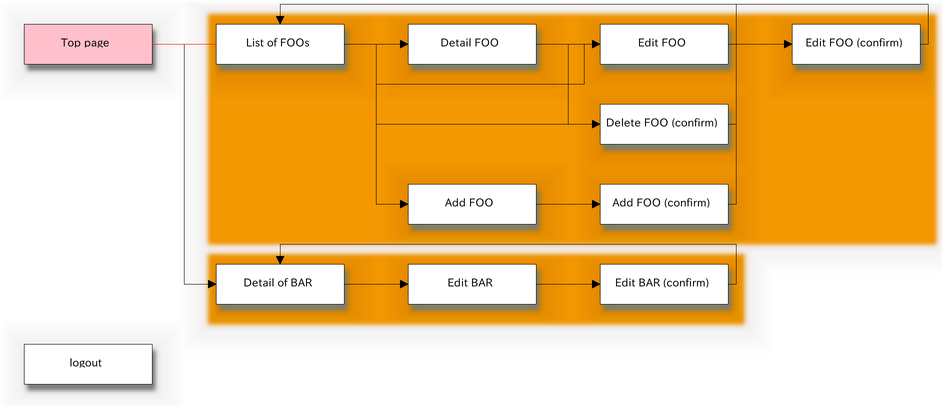 Top page
List of FOOs
Detail FOO
Edit FOO
Edit FOO (confirm)
Delete FOO (confirm)
Add FOO
Add FOO (confirm)
Detail of BAR
Edit BAR
Edit BAR (confirm)
logout